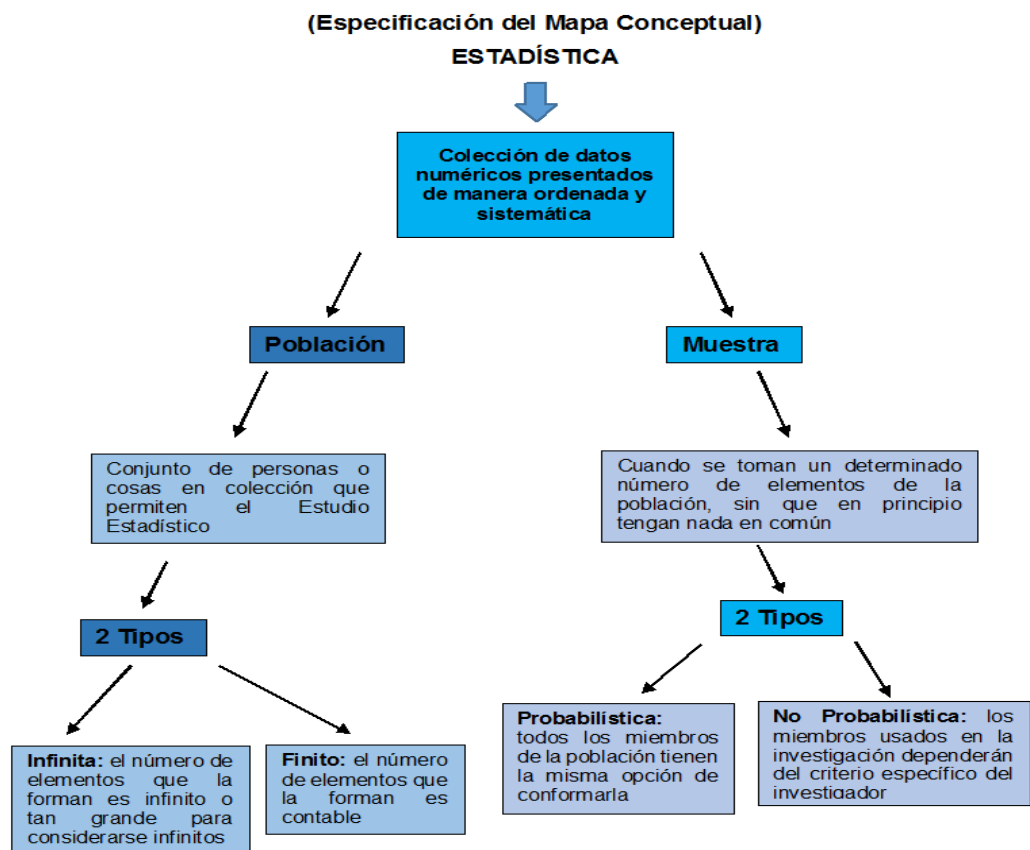 (Especificación del Mapa Conceptual)
ESTADÍSTICA
Colección de datos
numéricos presentados
de manera ordenada y
sistemática
Población
Muestra
Conjunto de personas o
cosas en colección que
permiten el Estudio
Estadístico
Cuando se toman un determinado
número de elementos de la
población, sin que en principio
tengan nada en común
2 Tipos
2 Tipos
Infinita: el número de
elementos que la
forman es infinito o
tan grande para
considerarse infinitos
Finito: el número
de elementos que
la forman es
contable
Probabilística:
todos los miembros
de la población tienen
la misma opción de
conformarla
No Probabilística: los
miembros usados en la
investigación dependerán
del criterio específico del
investigador